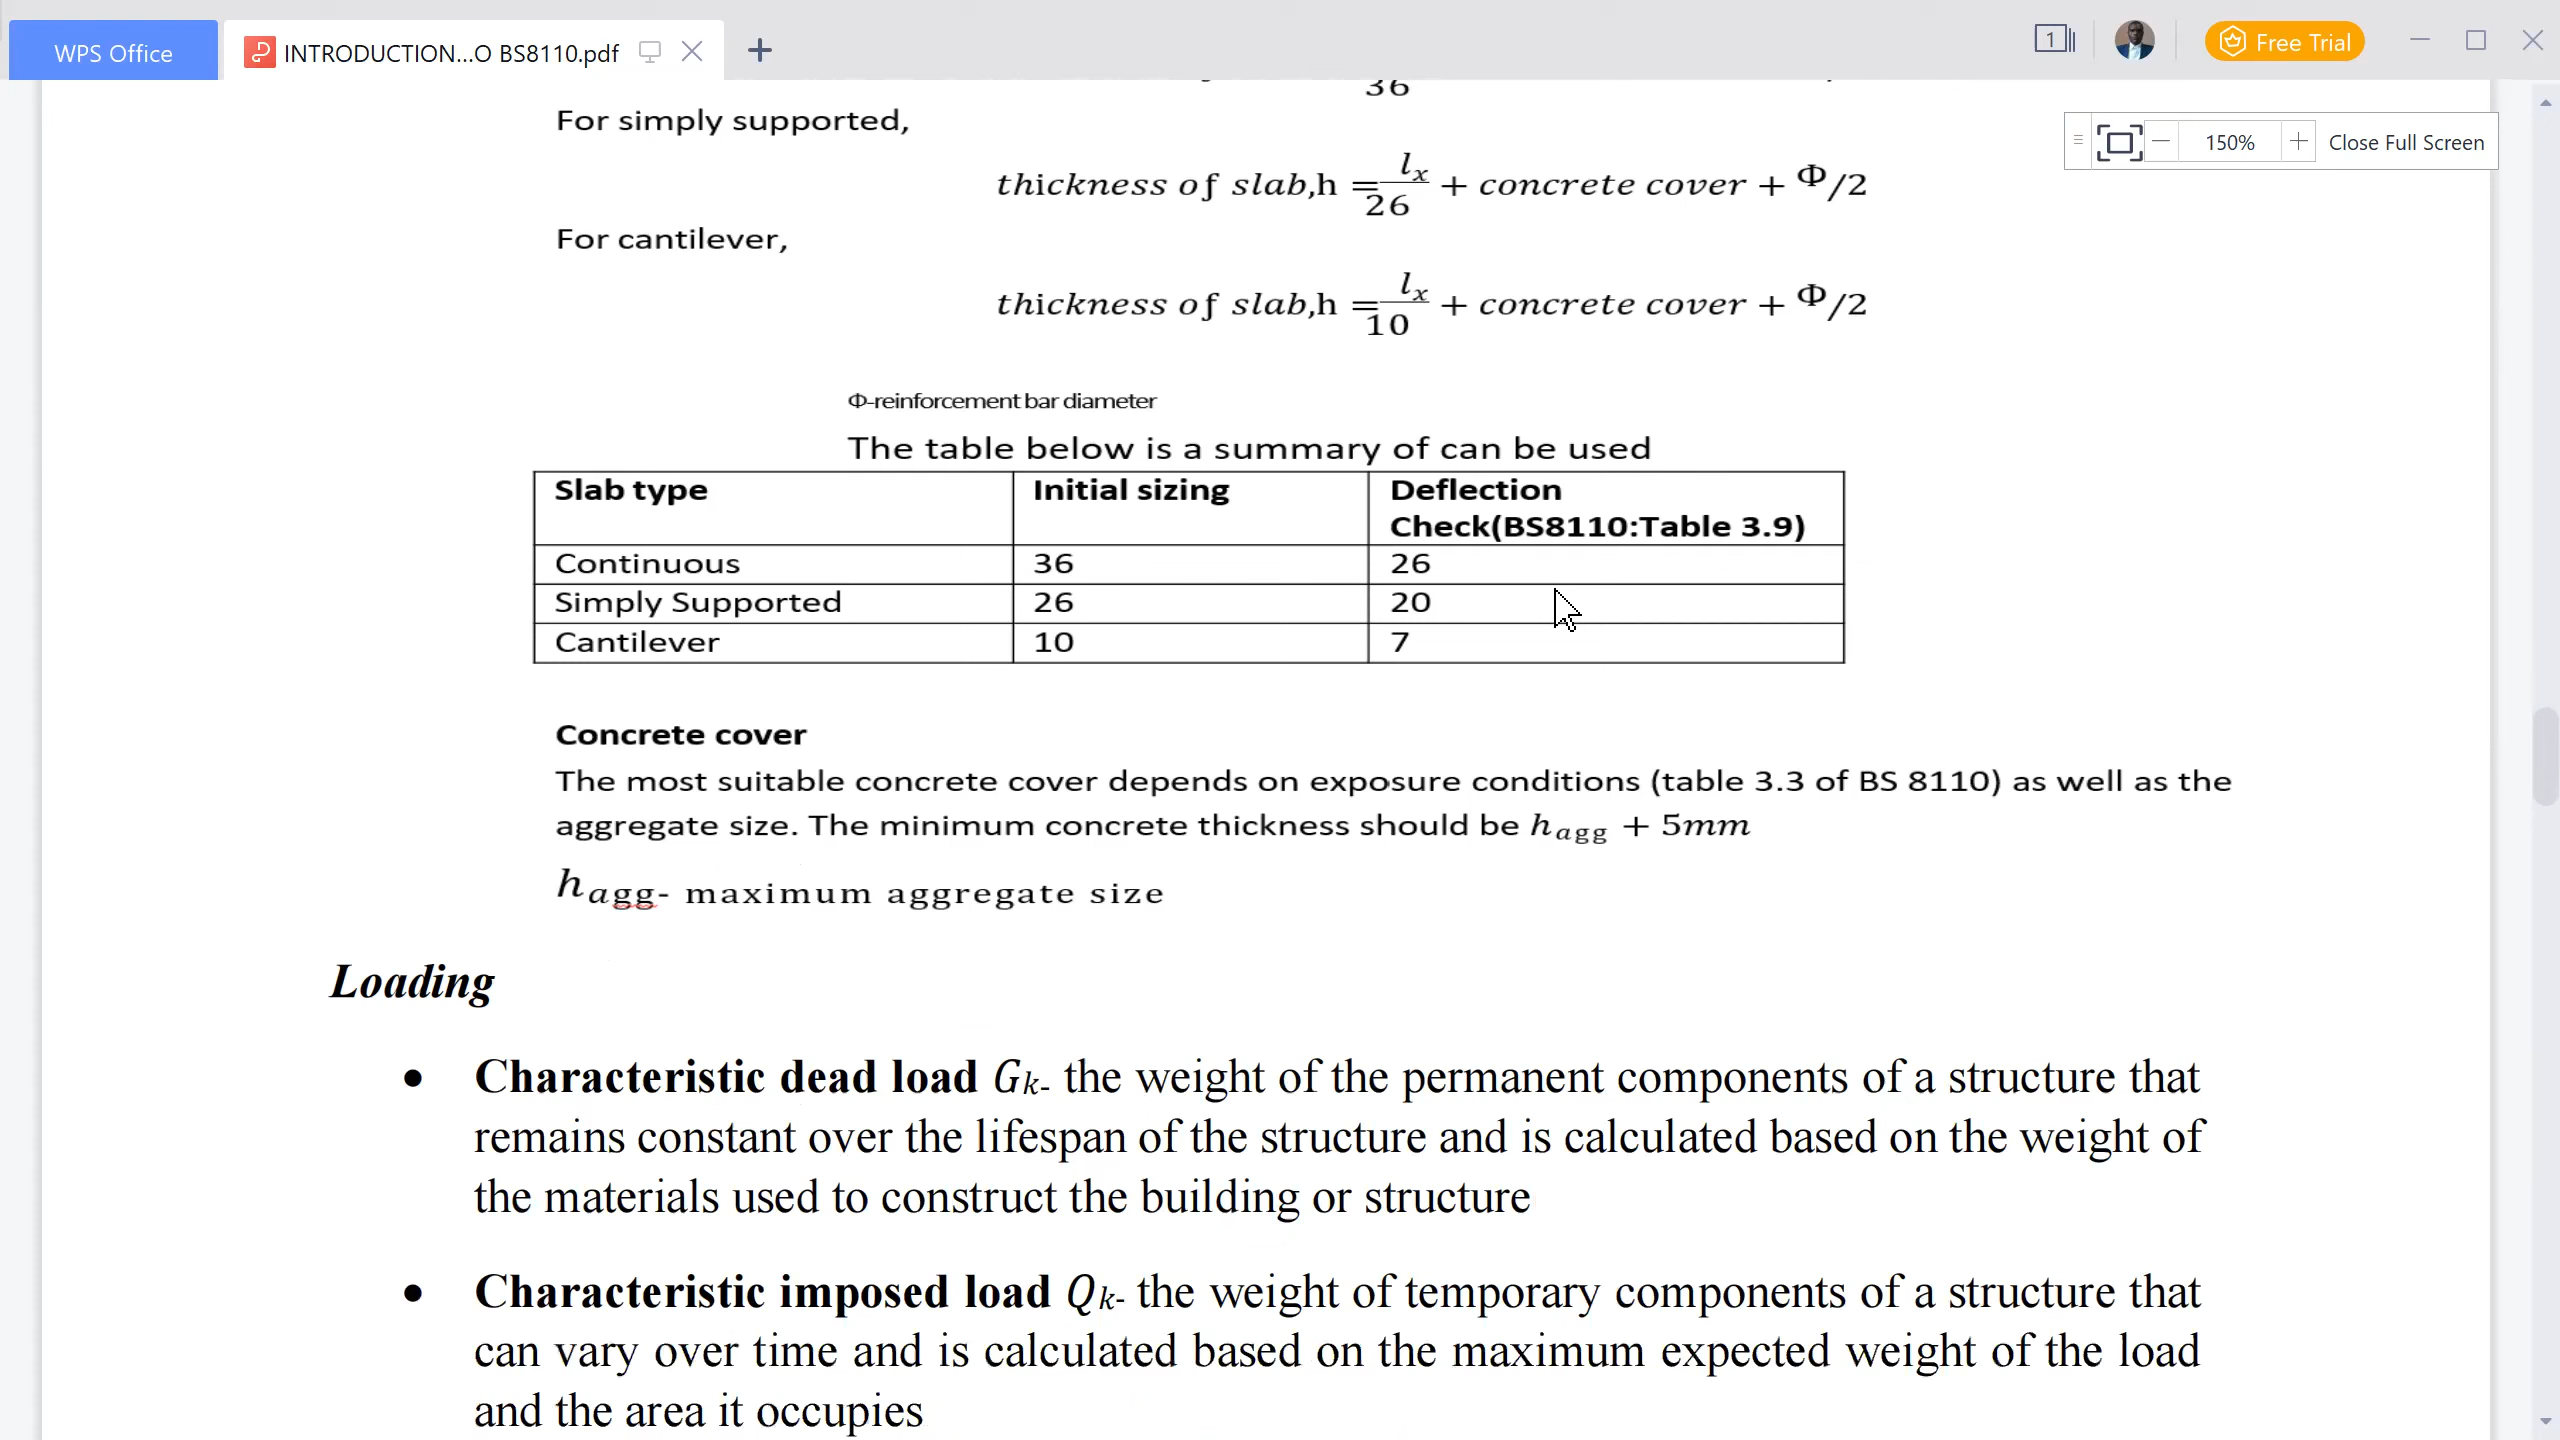 WPS Office
INTRODUCTION...O BS8110.pdf
1
Free Trial
36
150%
Close Full Screen
For simply supported,
thickness of slab,h = lx/26 + concrete cover + Φ/2
For cantilever,
thickness of slab,h = lx/10 + concrete cover + Φ/2
Φ-reinforcement bar diameter
The table below is a summary of can be used
Slab type Initial sizing Deflection
Check(BS8110:Table 3.9)
Continuous 36 26
Simply Supported 26 20
Cantilever 10 7
Concrete cover
The most suitable concrete cover depends on exposure conditions (table 3.3 of BS 8110) as well as the
aggregate size. The minimum concrete thickness should be hagg + 5mm
hagg- maximum aggregate size
Loading
• Characteristic dead load Gk- the weight of the permanent components of a structure that
remains constant over the lifespan of the structure and is calculated based on the weight of
the materials used to construct the building or structure
• Characteristic imposed load Qk- the weight of temporary components of a structure that
can vary over time and is calculated based on the maximum expected weight of the load
and the area it occupies